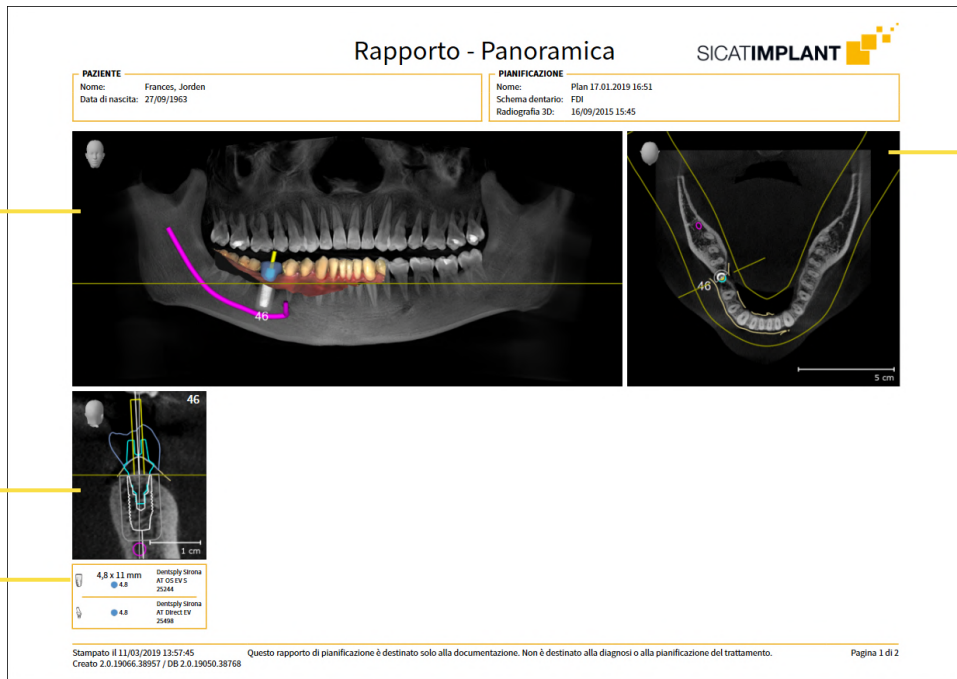 Rapporto - Panoramica
SICATIMPLANT
PAZIENTE
Nome: Frances, Jorden
Data di nascita: 27/09/1963
PIANIFICAZIONE
Nome: Plan 17.01.2019 16:51
Schema dentario: FDI
Radiografia 3D: 16/09/2015 15:45
46
46
5 cm
46
1 cm
4,8 x 11 mm
4.8
Dentsply Sirona
AT OS EV S
25244
4.8
Dentsply Sirona
AT Direct EV
25498
Stampato il 11/03/2019 13:57:45
Creato 2.0.19066.38957 / DB 2.0.19050.38768
Questo rapporto di pianificazione è destinato solo alla documentazione. Non è destinato alla diagnosi o alla pianificazione del trattamento.
Pagina 1 di 2